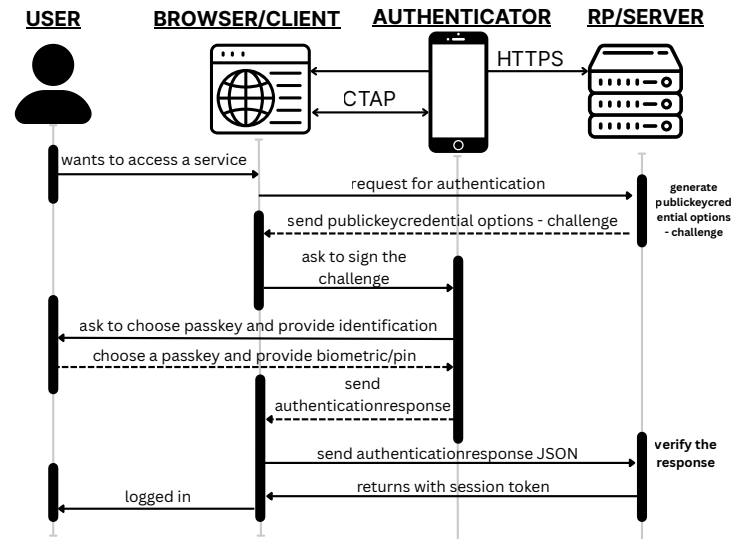 USER
BROWSER/CLIENT
AUTHENTICATOR
RP/SERVER
HTTPS
CTAP
wants to access a service
request for authentication
generate
publickeycred
ential options
- challenge
send publickeycredential options - challenge
ask to sign the
challenge
ask to choose passkey and provide identification
choose a passkey and provide biometric/pin
send
authenticationresponse
send authenticationresponse JSON
verify the
response
returns with session token
logged in